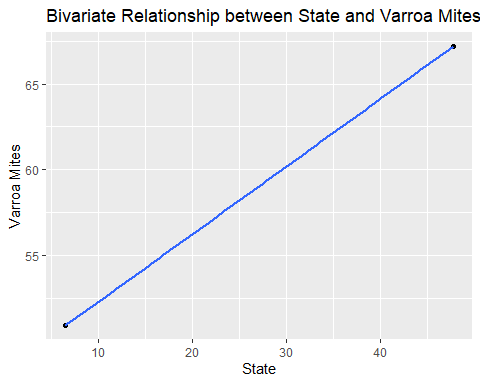 Bivariate Relationship between State and Varroa Mites
65
60
55
Varroa Mites
10 20 30 40
State